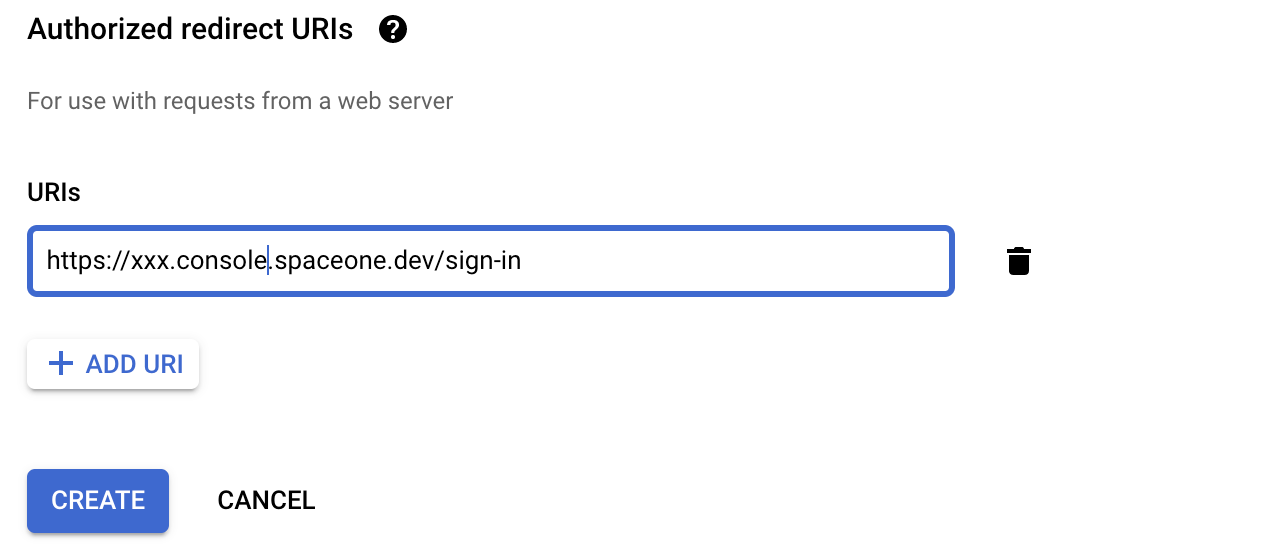 Authorized redirect URIs
For use with requests from a web server
URIs
https://xxx.console.spaceone.dev/sign-in
ADD URI
CREATE CANCEL